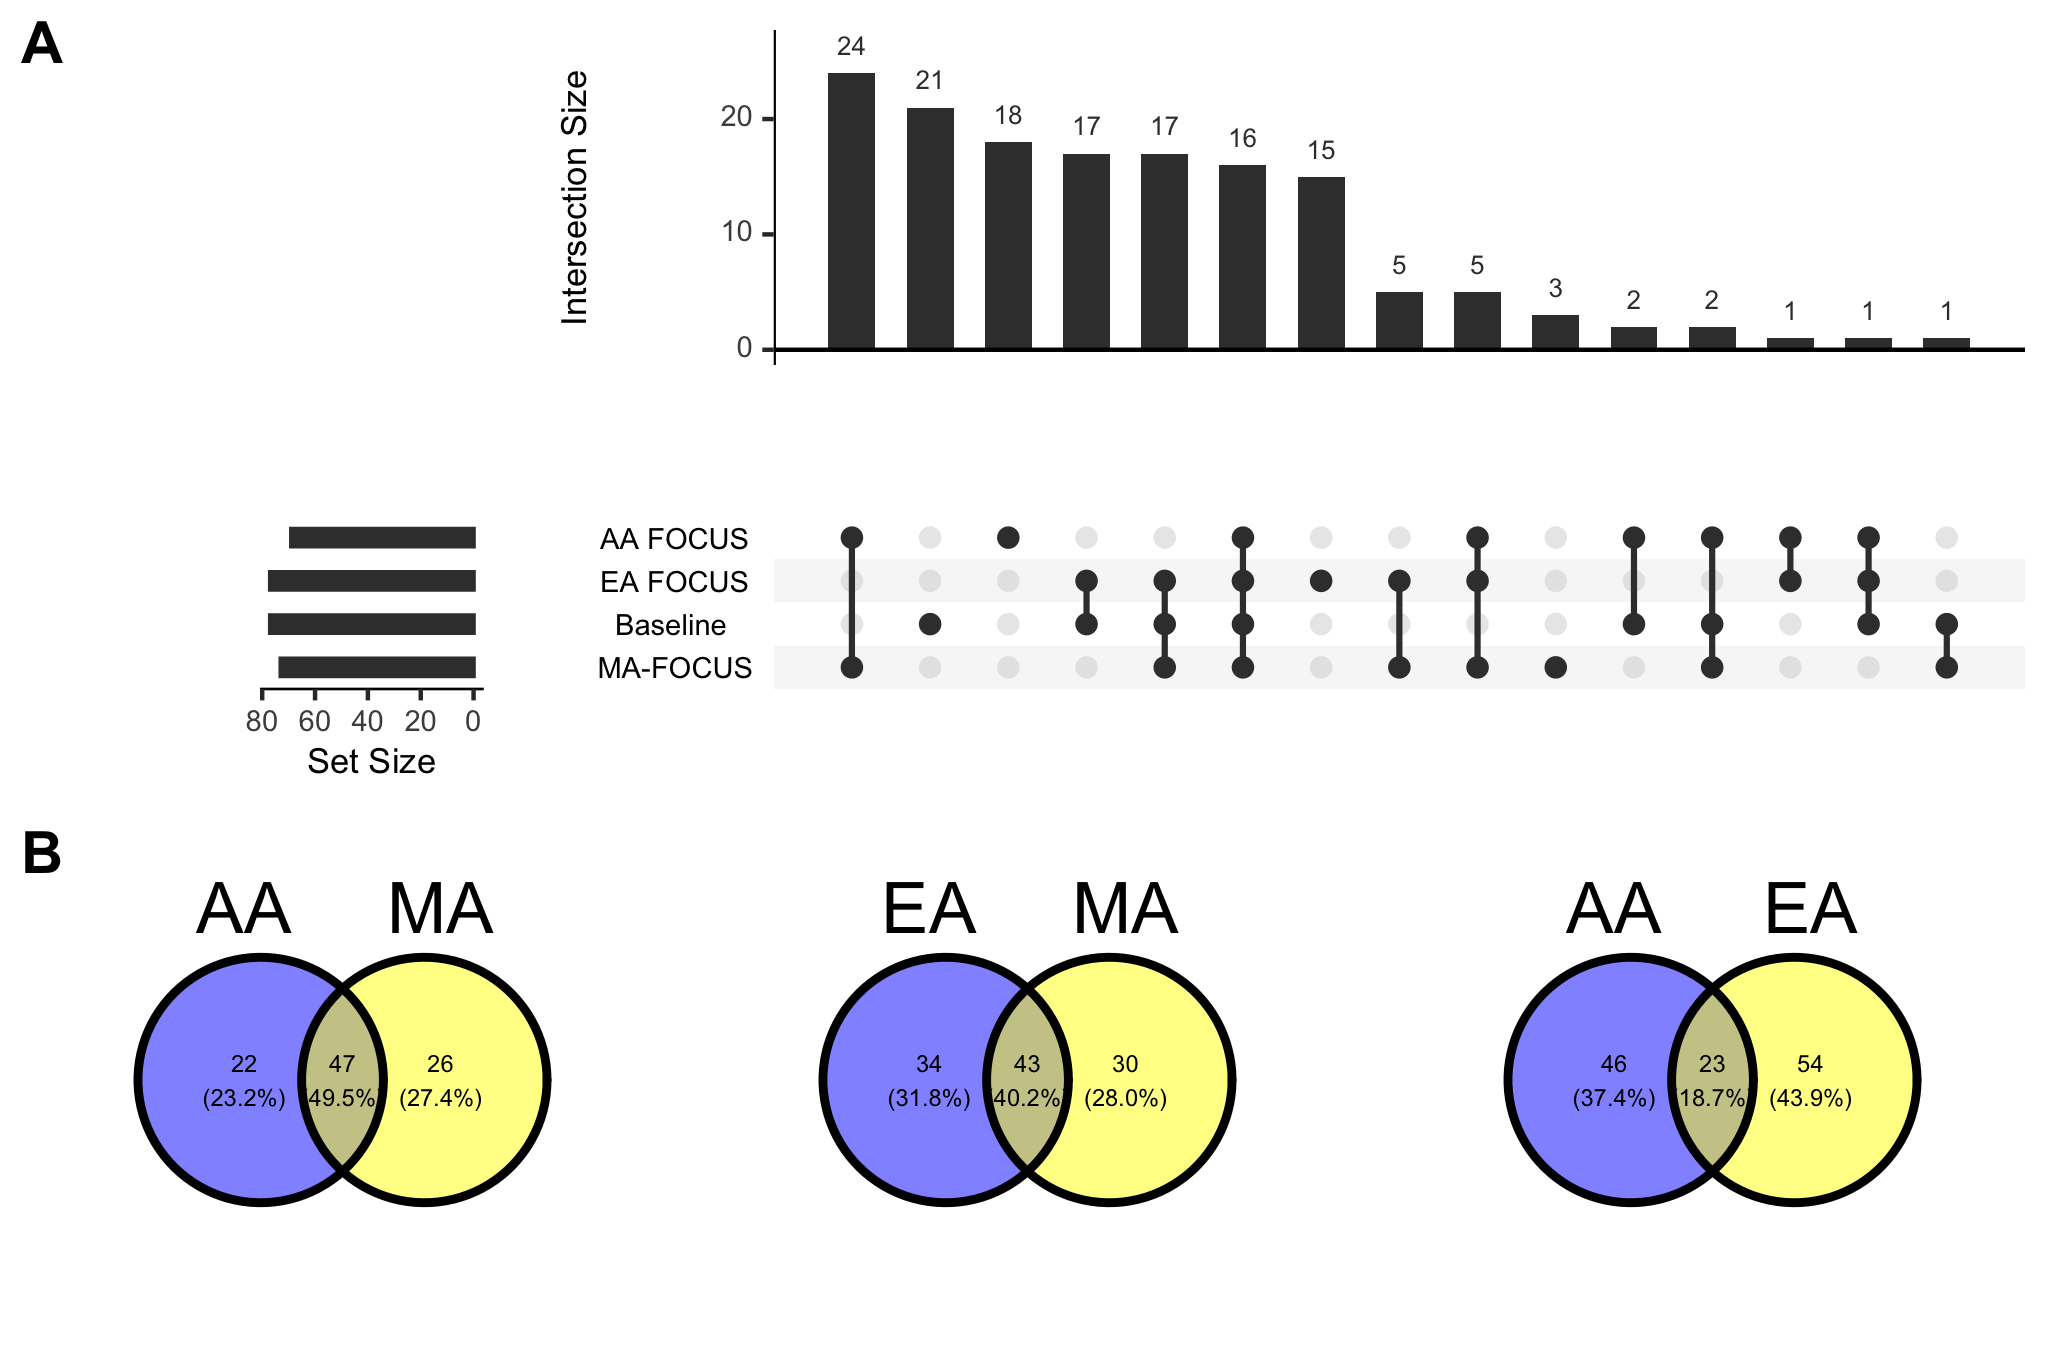 A
Intersection Size
24
21
18
17
17
16
15
5
5
3
2
2
1
1
1
20
10
0
AA FOCUS
EA FOCUS
Baseline
MA-FOCUS
80 60 40 20 0
Set Size
B
AA MA
22 47 26
(23.2%) (49.5%) (27.4%)
EA MA
34 43 30
(31.8%) (40.2%) (28.0%)
AA EA
46 23 54
(37.4%) (18.7%) (43.9%)